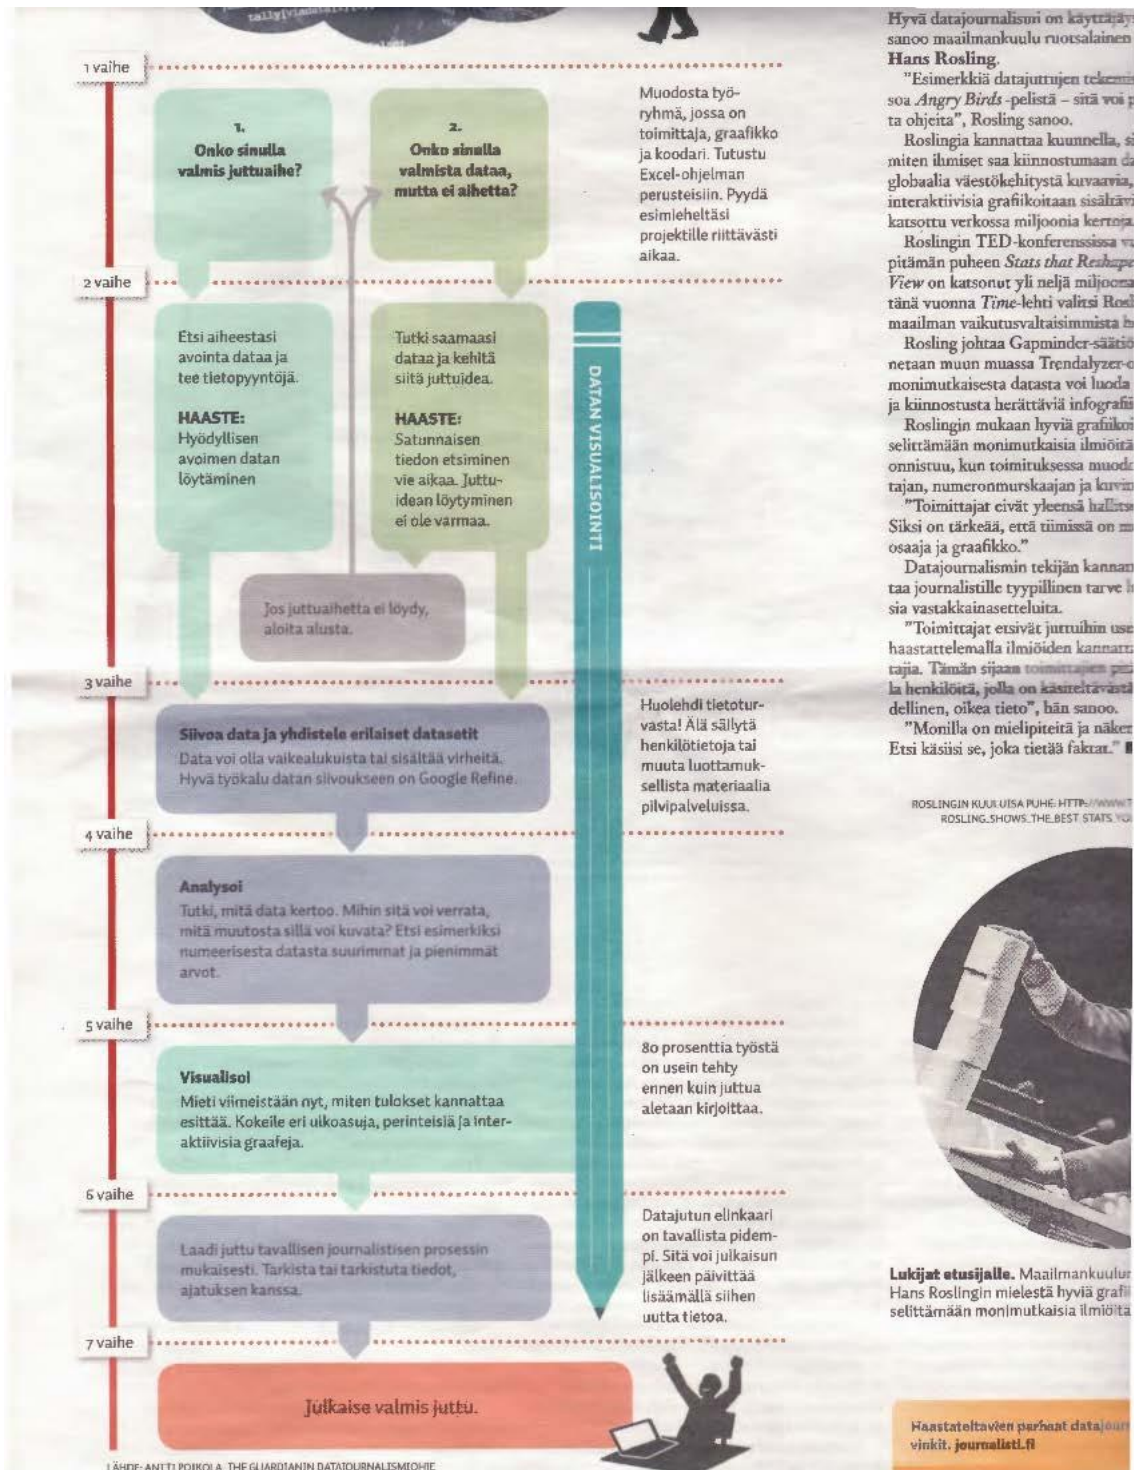 1 vaihe
1.
Onko sinulla
valmis juttuaihe?
2.
Onko sinulla
valmista dataa,
mutta ei aihetta?
Muodosta työ-
ryhmä, jossa on
toimittaja, graafikko
ja koodari. Tutustu
Excel-ohjelman
perusteisiin. Pyydä
esimieheltäsi
projektille riittävästi
aikaa.
2 vaihe
Etsi aiheestasi
avointa dataa ja
tee tietopyyntöjä.
HAASTE:
Hyödyllisen
avoimen datan
löytäminen
Tutki saamaasi
dataa ja kehitä
siitä juttuidea.
HAASTE:
Satunnaisen
tiedon etsiminen
vie aikaa. Juttu-
idean löytyminen
ei ole varmaa.
DATAN VISUALISOINTI
Jos juttuaihetta ei löydy,
aloita alusta.
3 vaihe
Siivoa data ja yhdistele erilaiset datasetit
Data voi olla vaikealukuista tai sisältää virheitä.
Hyvä työkalu datan siivoukseen on Google Refine.
Huolehdi tietotur-
vasta! Älä säilytä
henkilötietoja tai
muuta luottamuk-
sellista materiaalia
pilvipalveluissa.
4 vaihe
Analysoi
Tutki, mitä data kertoo. Mihin sitä voi verrata,
mitä muutosta sillä voi kuvata? Etsi esimerkiksi
numeerisesta datasta suurimmat ja pienimmät
arvot.
5 vaihe
Visualisoi
Mieti viimeistään nyt, miten tulokset kannattaa
esittää. Kokeile eri ulkoasuja, perinteisiä ja inter-
aktiivisia graafeja.
80 prosenttia työstä
on usein tehty
ennen kuin juttua
aletaan kirjoittaa.
6 vaihe
Laadi juttu tavallisen journalistisen prosessin
mukaisesti. Tarkista tai tarkistuta tiedot,
ajatuksen kanssa.
Datajutun elinkaari
on tavallista pidem-
pi. Sitä voi julkaisun
jälkeen päivittää
lisäämällä siihen
uutta tietoa.
7 vaihe
Julkaise valmis juttu.
LÄHDE: ANTTI POIKOLA, THE GUARDIANIN DATAJOURNALISMIOHJE
Hyvä datajournalismi on
sanoo maailmankuulu ruotsalainen
Hans Rosling.
"Esimerkkiä datajuttujen
soa Angry Birds -pelistä – sitä voi
ta ohjeita", Rosling sanoo.
Roslingia kannattaa kuunnella,
miten ihmiset saa kiinnostumaan
globaalia väestökehitystä kuvaavia,
interaktiivisia grafiikoitaan
katsottu verkossa miljoonia
Roslingin TED-konferenssissa
pitämän puheen Stats that Reshape
View on katsonut yli neljä
tänä vuonna Time-lehti valitsi
maailman vaikutusvaltaisimmista
Rosling johtaa
netaan muun muassa
monimutkaisesta datasta voi luoda
ja kiinnostusta herättäviä
Roslingin mukaan hyviä
selittämään monimutkaisia ilmiöitä
onnistuu, kun toimituksessa
tajan, numeronmurskaajan ja
"Toimittajat eivät yleensä
Siksi on tärkeää, että tiimissä on
osaaja ja graafikko."
Datajournalismin tekijän
taa journalistille tyypillinen tarve
sia vastakkainasetteluita.
"Toimittajat etsivät juttuihin
haastattelemalla ilmiöiden
tajia. Tämän sijaan toimittajien
la henkilöitä, jolla on
dellinen, oikea tieto", hän sanoo.
"Monilla on mielipiteitä ja
Etsi käsiisi se, joka tietää faktat."
ROSLINGIN KUULUISA PUHE: HTTP://WWW.T
ROSLING_SHOWS_THE_BEST_STATS
Lukijat etusijalle.
Hans Roslingin mielestä hyviä
selittämään monimutkaisia ilmiöitä
Haastateltavien parhaat
vinkit. journalisti.fi